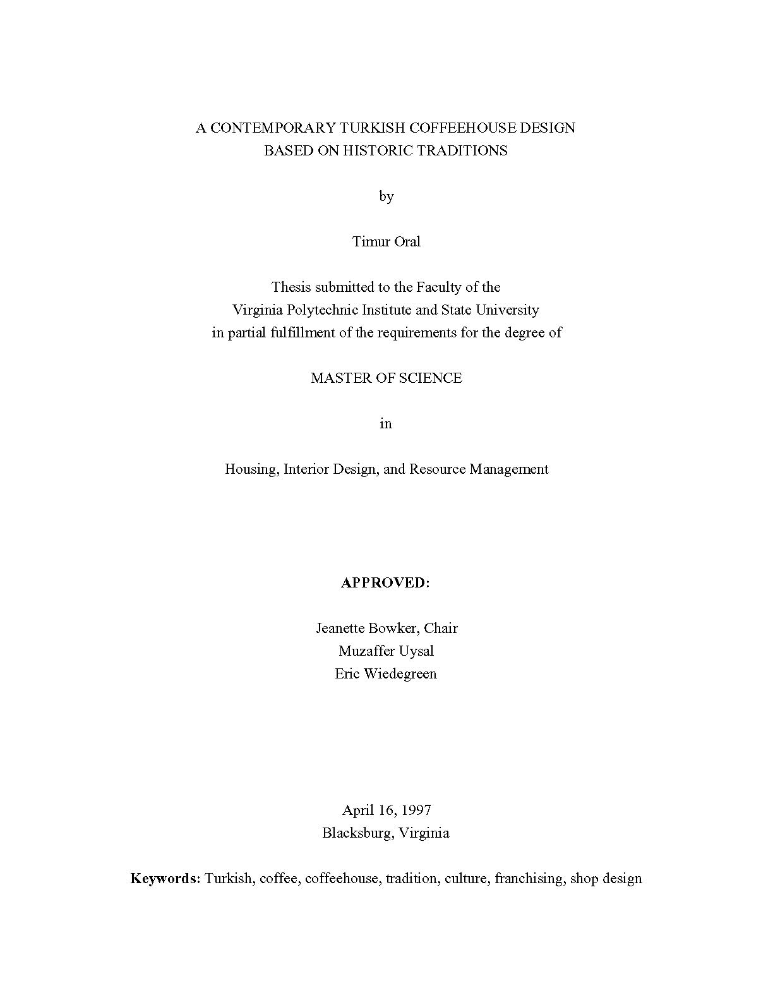 A CONTEMPORARY TURKISH COFFEEHOUSE DESIGN
BASED ON HISTORIC TRADITIONS
by
Timur Oral
Thesis submitted to the Faculty of the
Virginia Polytechnic Institute and State University
in partial fulfillment of the requirements for the degree of
MASTER OF SCIENCE
in
Housing, Interior Design, and Resource Management
APPROVED:
Jeanette Bowker, Chair
Muzaffer Uysal
Eric Wiedegreen
April 16, 1997
Blacksburg, Virginia
Keywords: Turkish, coffee, coffeehouse, tradition, culture, franchising, shop design